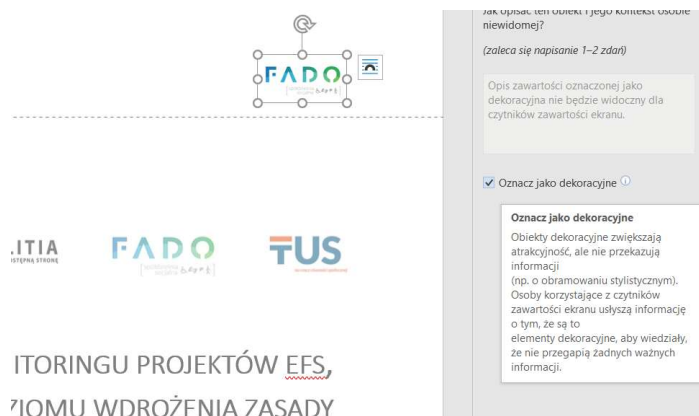 Jak opisać ten obiekt i jego kontekst osobie
niewidomej?
(zaleca się napisanie 1–2 zdań)
Opis zawartości oznaczonej jako
dekoracyjna nie będzie widoczny dla
czytników zawartości ekranu.
Oznacz jako dekoracyjne
Oznacz jako dekoracyjne
Obiekty dekoracyjne zwiększają
atrakcyjność, ale nie przekazują
informacji
(np. o obramowaniu stylistycznym).
Osoby korzystające z czytników
zawartości ekranu usłyszą informację
o tym, że są to
elementy dekoracyjne, aby wiedziały,
że nie przegapią żadnych ważnych
informacji.
FADO
LITIA
FADO
TUS
ITORINGU PROJEKTÓW EFS,
ZIOMU WDROŻENIA ZASADY